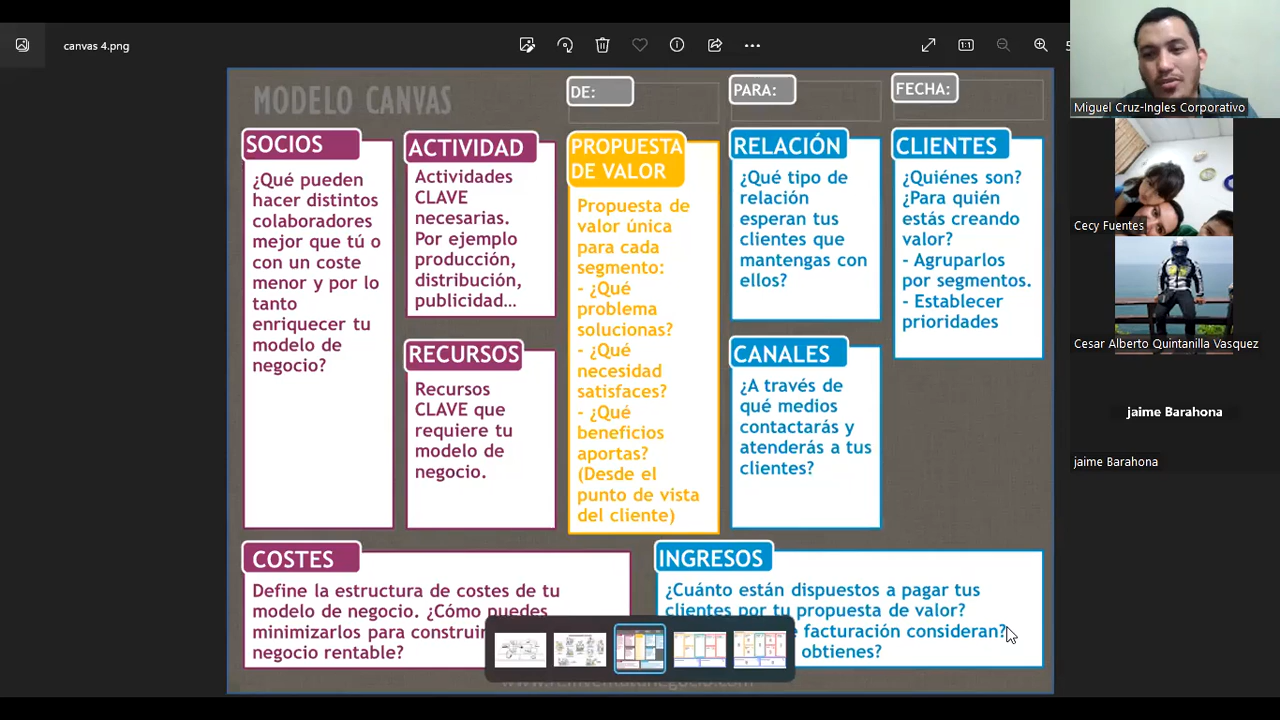 canvas 4.png
1:1
MODELO CANVAS
DE:
PARA:
FECHA:
SOCIOS
¿Qué pueden
hacer distintos
colaboradores
mejor que tú o
con un coste
menor y por lo
tanto
enriquecer tu
modelo de
negocio?
ACTIVIDAD
Actividades
CLAVE
necesarias.
Por ejemplo
producción,
distribución,
publicidad...
RECURSOS
Recursos
CLAVE que
requiere tu
modelo de
negocio.
PROPUESTA
DE VALOR
Propuesta de
valor única
para cada
segmento:
- ¿Qué
problema
solucionas?
- ¿Qué
necesidad
satisfaces?
- ¿Qué
beneficios
aportas?
(Desde el
punto de vista
del cliente)
RELACIÓN
¿Qué tipo de
relación
esperan tus
clientes que
mantengas con
ellos?
CANALES
¿A través de
qué medios
contactarás y
atenderás a tus
clientes?
CLIENTES
¿Quiénes son?
¿Para quién
estás creando
valor?
- Agruparlos
por segmentos.
- Establecer
prioridades
COSTES
Define la estructura de costes de tu
modelo de negocio. ¿Cómo puedes
minimizarlos para
negocio rentable?
INGRESOS
¿Cuánto están dispuestos a pagar tus
clientes por tu propuesta de valor?
facturación consideran?
obtienes?
Miguel Cruz-Ingles Corporativo
Cecy Fuentes
Cesar Alberto Quintanilla Vasquez
jaime Barahona
jaime Barahona